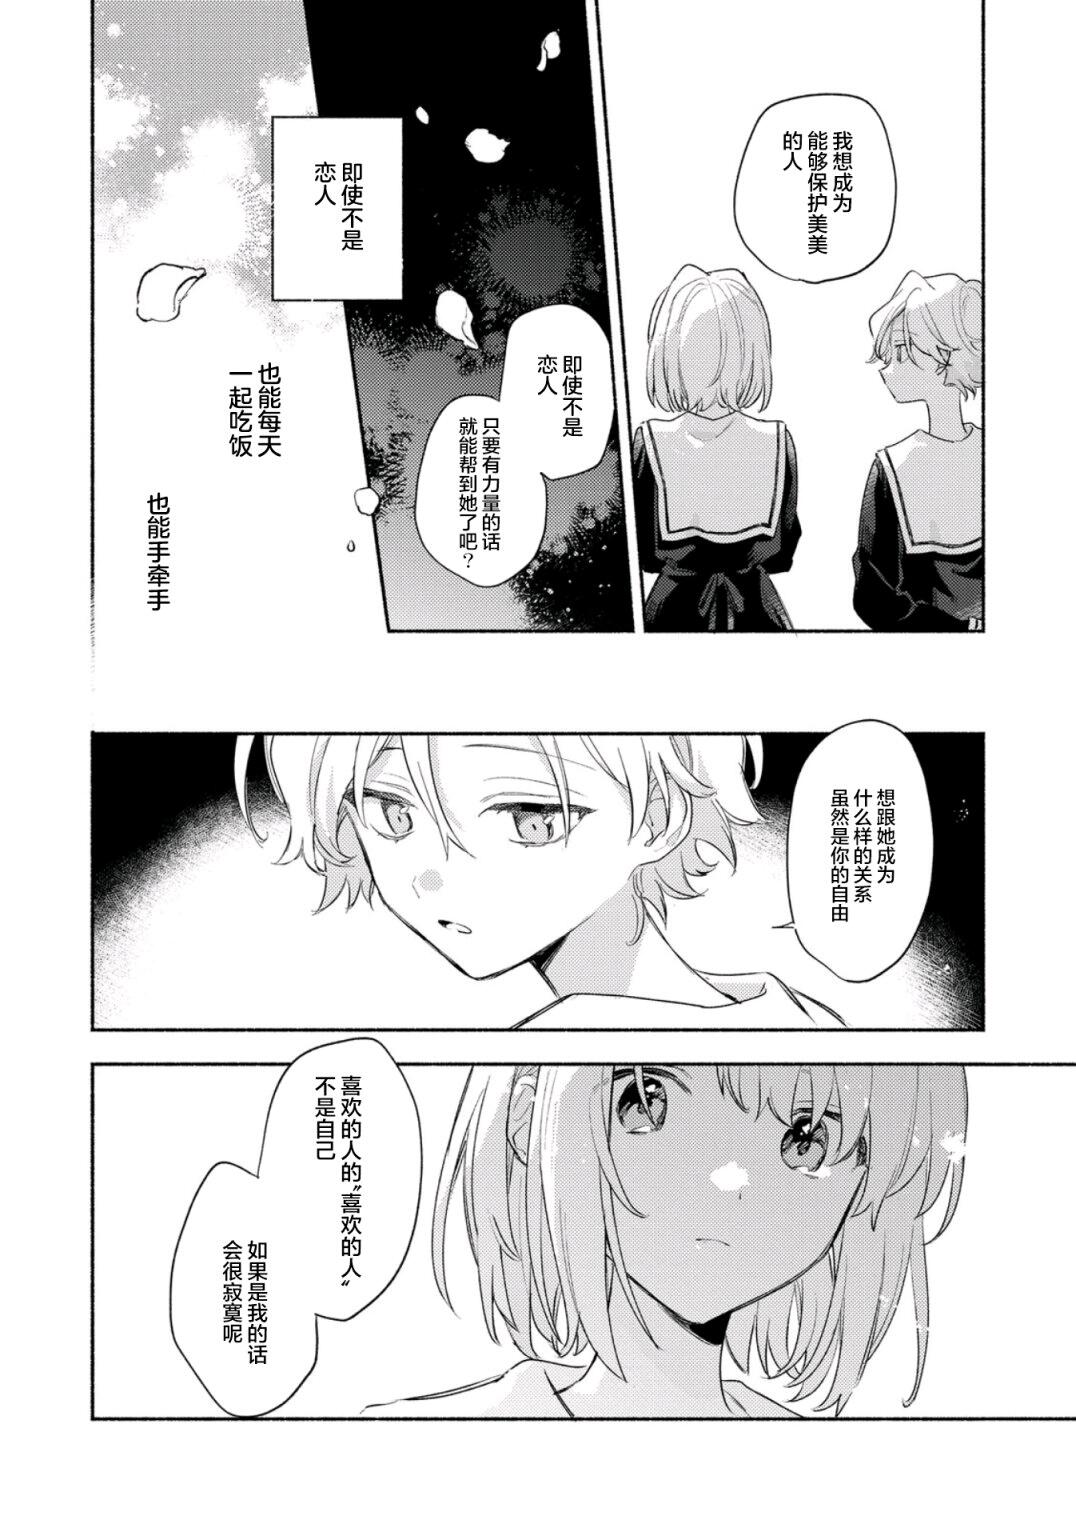 我想成为
能够保护美美
的人
即使不是
恋人
只要有力量的话
就能帮到她了吧？
即使不是
恋人
也能每天
一起吃饭
也能手牵手
想跟她成为
什么样的关系
虽然是你的自由
喜欢的人的〝喜欢的人〟
不是自己
如果是我的话
会很寂寞呢